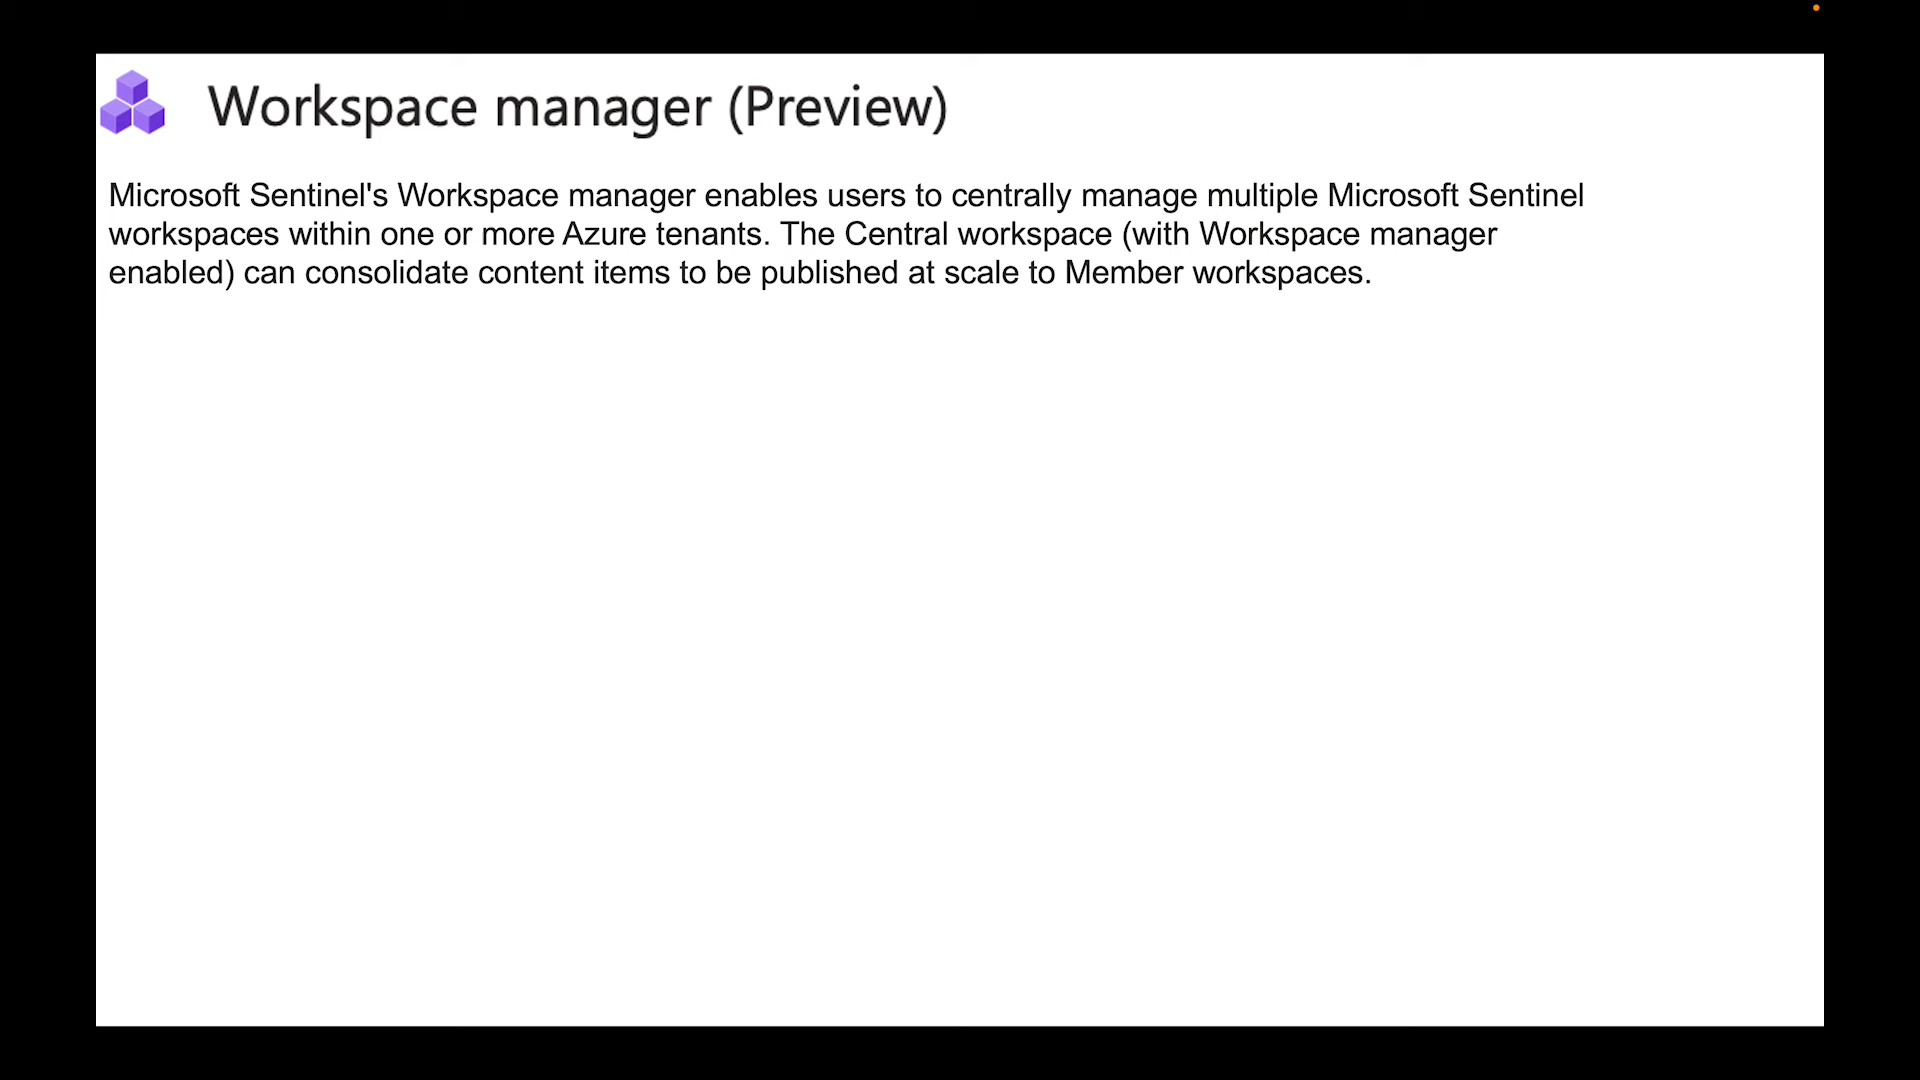 Workspace manager (Preview)
Microsoft Sentinel's Workspace manager enables users to centrally manage multiple Microsoft Sentinel
workspaces within one or more Azure tenants. The Central workspace (with Workspace manager
enabled) can consolidate content items to be published at scale to Member workspaces.